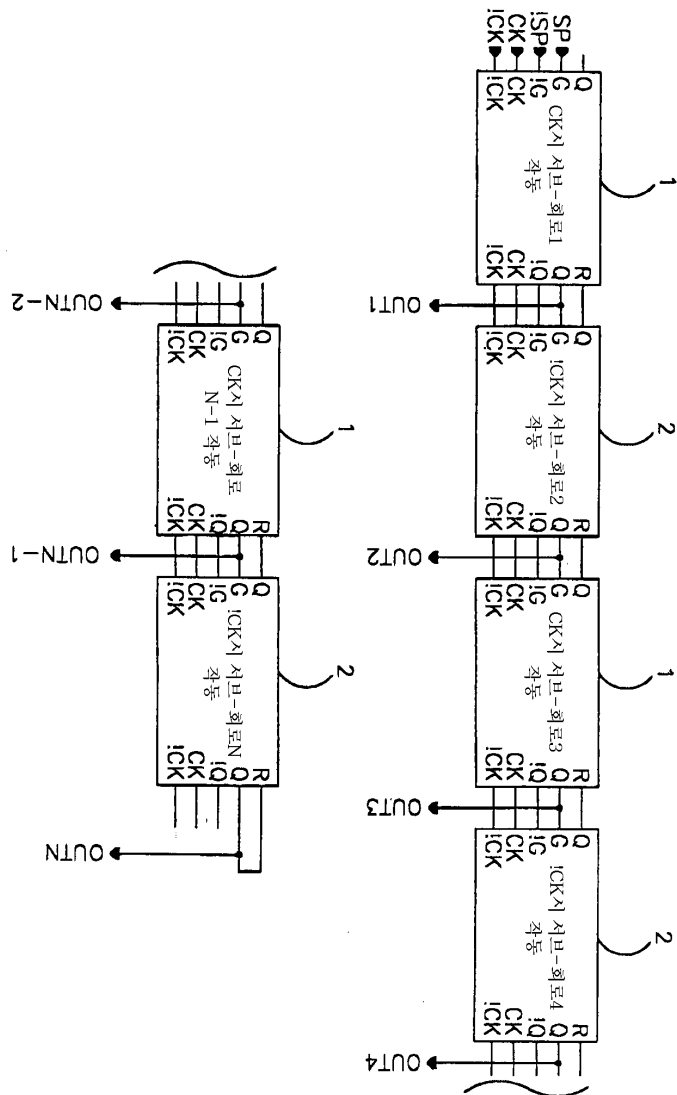 1
2
1
2
Q
R
Q
R
Q
R
Q
R
SP
G
Q
G
Q
G
Q
G
Q
!SP
!G
!Q
!G
!Q
!G
!Q
!G
!Q
CK
CK
CK
CK
CK
CK
CK
CK
CK
!CK
!CK
!CK
!CK
!CK
!CK
!CK
!CK
!CK
CK시 서브-회로1
작동
!CK시 서브-회로2
작동
CK시 서브-회로3
작동
!CK시 서브-회로4
작동
OUT1
OUT2
OUT3
OUT4
1
2
Q
R
Q
R
G
Q
G
Q
!G
!Q
!G
!Q
CK
CK
CK
CK
!CK
!CK
!CK
!CK
CK시 서브-회로
N-1 작동
!CK시 서브-회로N
작동
OUTN-2
OUTN-1
OUTN